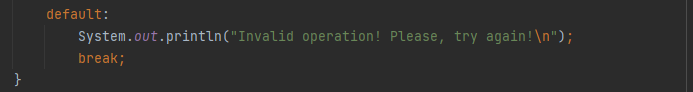 default:
System.out.println("Invalid operation! Please, try again!\n");
break;
}